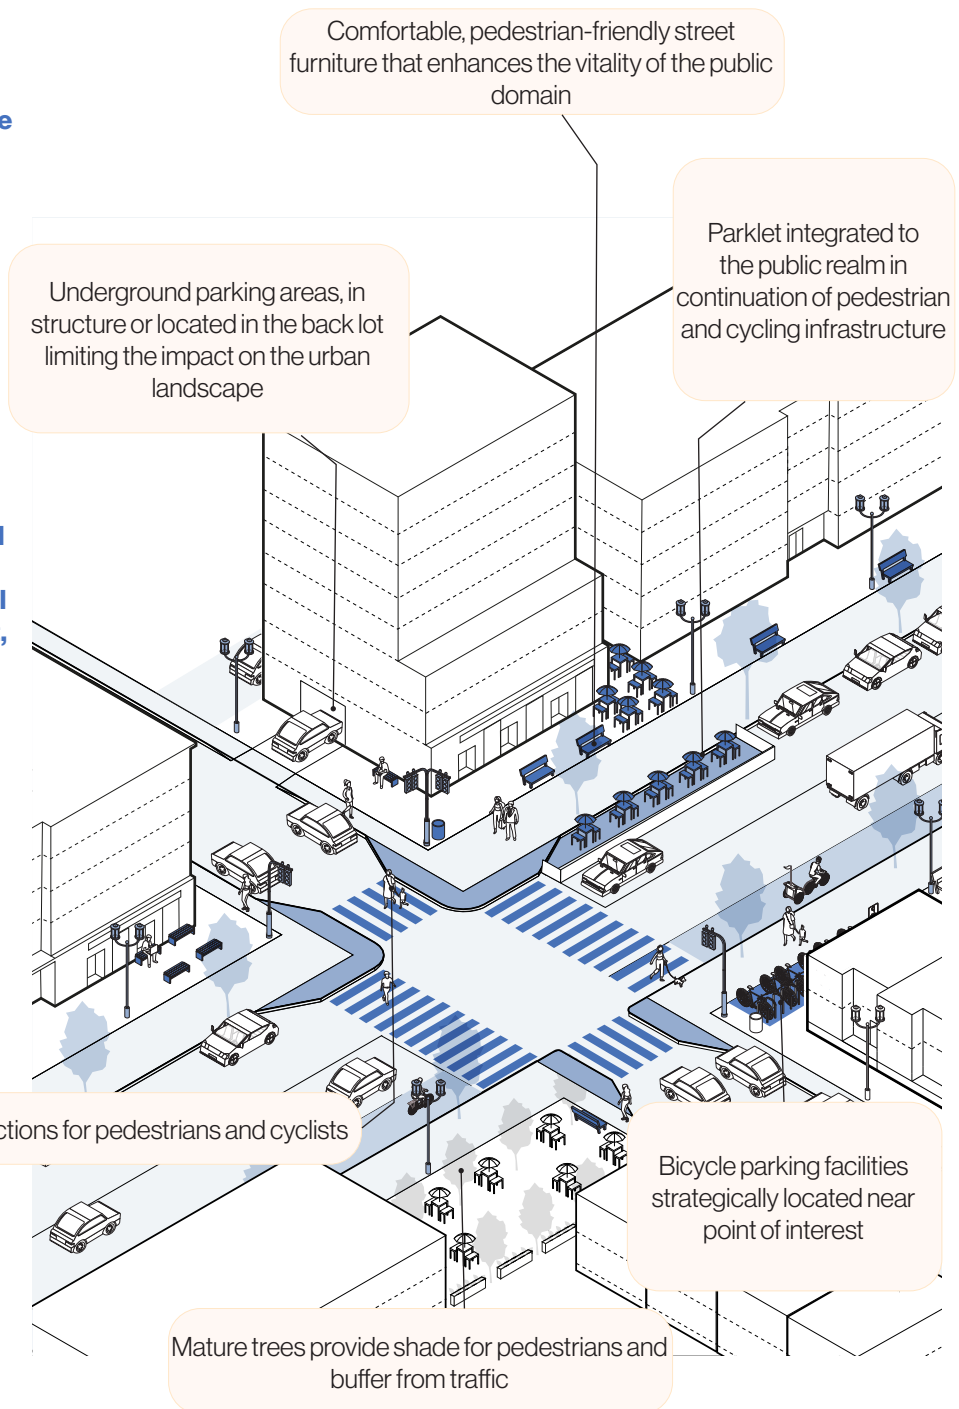 Comfortable, pedestrian-friendly street
furniture that enhances the vitality of the public
domain
Parklet integrated to
the public realm in
continuation of pedestrian
and cycling infrastructure
Underground parking areas, in
structure or located in the back lot
limiting the impact on the urban
landscape
ctions for pedestrians and cyclists
Bicycle parking facilities
strategically located near
point of interest
Mature trees provide shade for pedestrians and
buffer from traffic